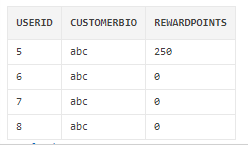 USERID CUSTOMERBIO REWARDPOINTS
5 abc 250
6 abc 0
7 abc 0
8 abc 0